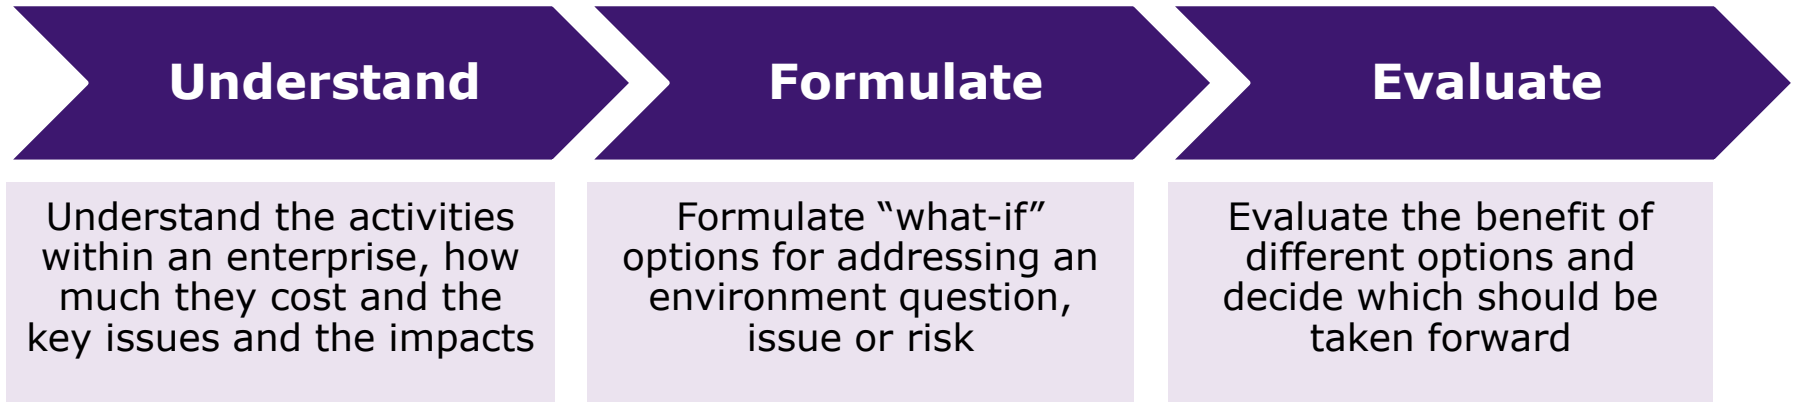 Understand
Understand the activities
within an enterprise, how
much they cost and the
key issues and the impacts
Formulate
Formulate “what-if”
options for addressing an
environment question,
issue or risk
Evaluate
Evaluate the benefit of
different options and
decide which should be
taken forward